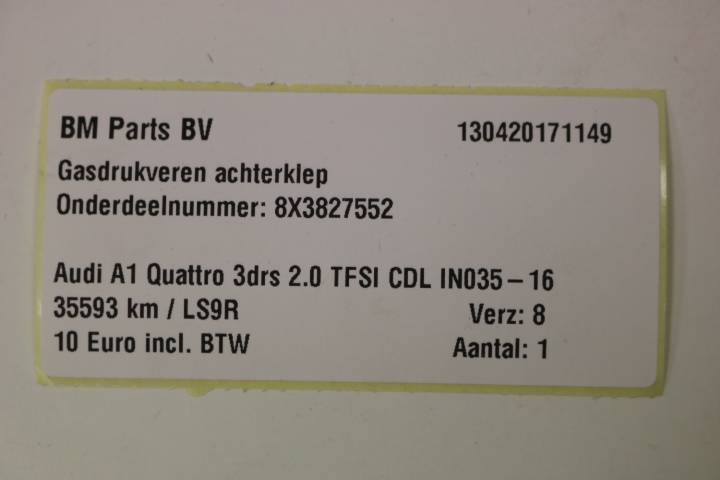 BM Parts BV 130420171149
Gasdrukveren achterklep
Onderdeelnummer: 8X3827552
Audi A1 Quattro 3drs 2.0 TFSI CDL IN035 – 16
35593 km / LS9R Verz: 8
10 Euro incl. BTW Aantal: 1